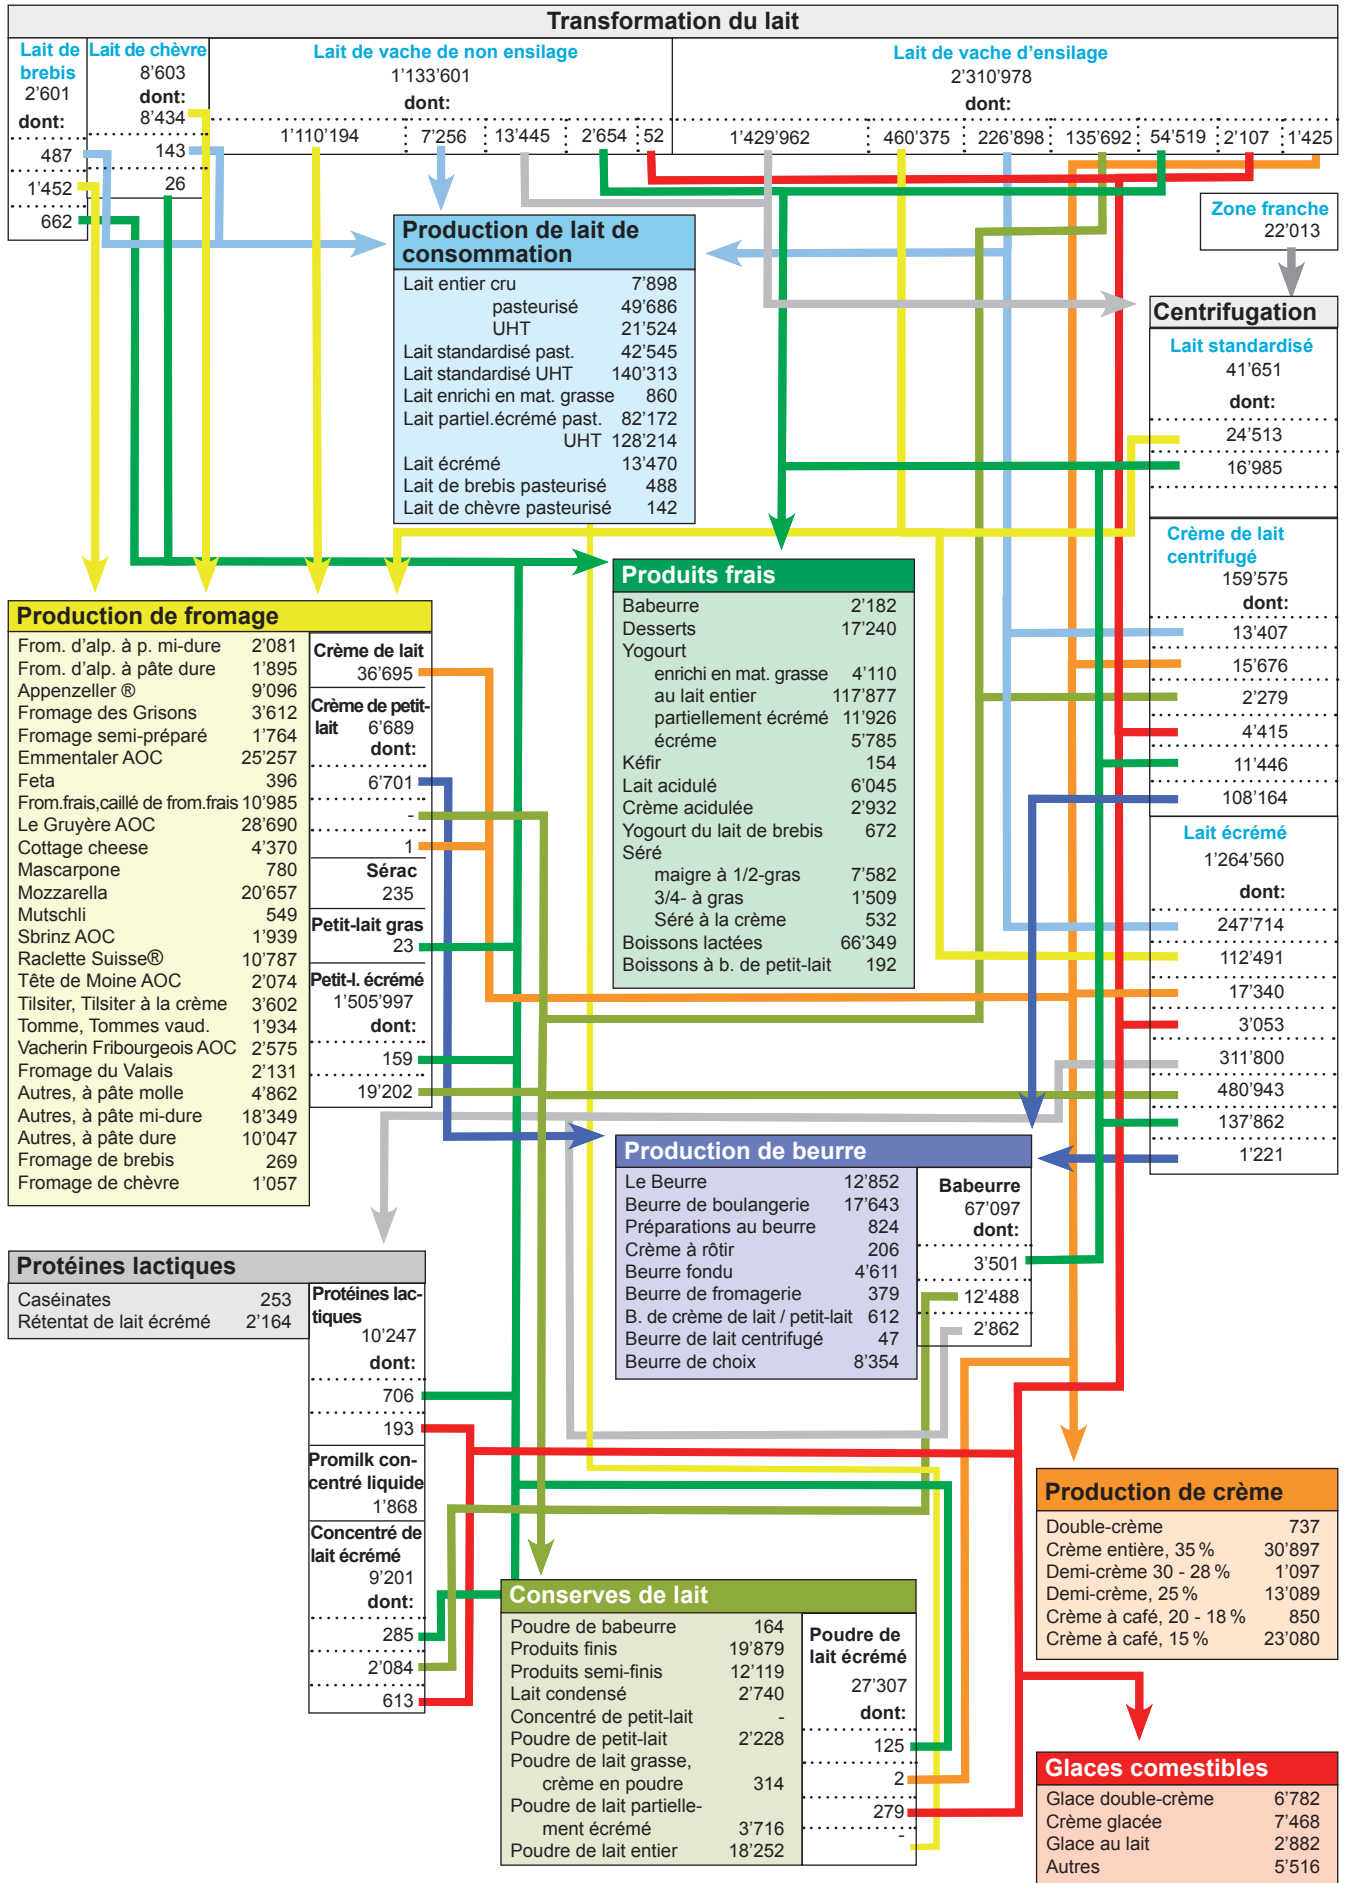 Transformation du lait
Lait de brebis
2’601
dont:
487
1’452
662
Lait de chèvre
8’603
dont:
8’434
143
26
Lait de vache de non ensilage
1’133’601
dont:
1’110’194 7’256 13’445 2’654 52
Lait de vache d’ensilage
2’310’978
dont:
1’429’962 460’375 226’898 135’692 54’519 2’107 1’425
Zone franche
22’013
Production de lait de
consommation
Lait entier cru 7’898
pasteurisé 49’686
UHT 21’524
Lait standardisé past. 42’545
Lait standardisé UHT 140’313
Lait enrichi en mat. grasse 860
Lait partiel.écrémé past. 82’172
UHT 128’214
Lait écrémé 13’470
Lait de brebis pasteurisé 488
Lait de chèvre pasteurisé 142
Centrifugation
Lait standardisé
41’651
dont:
24’513
16’985
Crème de lait
centrifugé
159’575
dont:
13’407
15’676
2’279
4’415
11’446
108’164
Lait écrémé
1’264’560
dont:
247’714
112’491
17’340
3’053
311’800
480’943
137’862
1’221
Production de fromage
From. d’alp. à p. mi-dure 2’081
From. d’alp. à pâte dure 1’895
Appenzeller ® 9’096
Fromage des Grisons 3’612
Fromage semi-préparé 1’764
Emmentaler AOC 25’257
Feta 396
From.frais,caillé de from.frais 10’985
Le Gruyère AOC 28’690
Cottage cheese 4’370
Mascarpone 780
Mozzarella 20’657
Mutschli 549
Sbrinz AOC 1’939
Raclette Suisse® 10’787
Tête de Moine AOC 2’074
Tilsiter, Tilsiter à la crème 3’602
Tomme, Tommes vaud. 1’934
Vacherin Fribourgeois AOC 2’575
Fromage du Valais 2’131
Autres, à pâte molle 4’862
Autres, à pâte mi-dure 18’349
Autres, à pâte dure 10’047
Fromage de brebis 269
Fromage de chèvre 1’057
Crème de lait
36’695
Crème de petit-
lait 6’689
dont:
6’701
-
1
Sérac
235
Petit-lait gras
23
Petit-l. écrémé
1’505’997
dont:
159
19’202
Produits frais
Babeurre 2’182
Desserts 17’240
Yogourt
enrichi en mat. grasse 4’110
au lait entier 117’877
partiellement écrémé 11’926
écréme 5’785
Kéfir 154
Lait acidulé 6’045
Crème acidulée 2’932
Yogourt du lait de brebis 672
Séré
maigre à 1/2-gras 7’582
3/4- à gras 1’509
Séré à la crème 532
Boissons lactées 66’349
Boissons à b. de petit-lait 192
Production de beurre
Le Beurre 12’852
Beurre de boulangerie 17’643
Préparations au beurre 824
Crème à rôtir 206
Beurre fondu 4’611
Beurre de fromagerie 379
B. de crème de lait / petit-lait 612
Beurre de lait centrifugé 47
Beurre de choix 8’354
Babeurre
67’097
dont:
3’501
12’488
2’862
Protéines lactiques
Caséinates 253
Rétentat de lait écrémé 2’164
Protéines lac-
tiques
10’247
dont:
706
193
Promilk con-
centré liquide
1’868
Concentré de
lait écrémé
9’201
dont:
285
2’084
613
Conserves de lait
Poudre de babeurre 164
Produits finis 19’879
Produits semi-finis 12’119
Lait condensé 2’740
Concentré de petit-lait -
Poudre de petit-lait 2’228
Poudre de lait grasse,
crème en poudre 314
Poudre de lait partielle-
ment écrémé 3’716
Poudre de lait entier 18’252
Poudre de
lait écrémé
27’307
dont:
125
2
279
-
Production de crème
Double-crème 737
Crème entière, 35 % 30’897
Demi-crème 30 - 28 % 1’097
Demi-crème, 25 % 13’089
Crème à café, 20 - 18 % 850
Crème à café, 15 % 23’080
Glaces comestibles
Glace double-crème 6’782
Crème glacée 7’468
Glace au lait 2’882
Autres 5’516